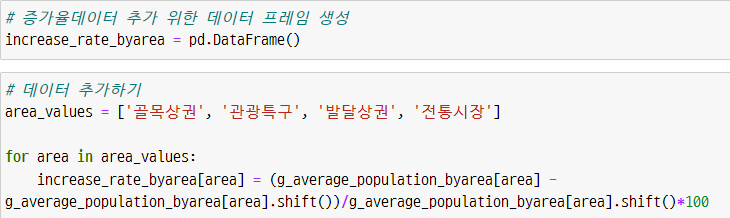 # 증가율데이터 추가 위한 데이터 프레임 생성
increase_rate_byarea = pd.DataFrame()
# 데이터 추가하기
area_values = ['골목상권', '관광특구', '발달상권', '전통시장']
for area in area_values:
    increase_rate_byarea[area] = (g_average_population_byarea[area] -
g_average_population_byarea[area].shift())/g_average_population_byarea[area].shift()*100